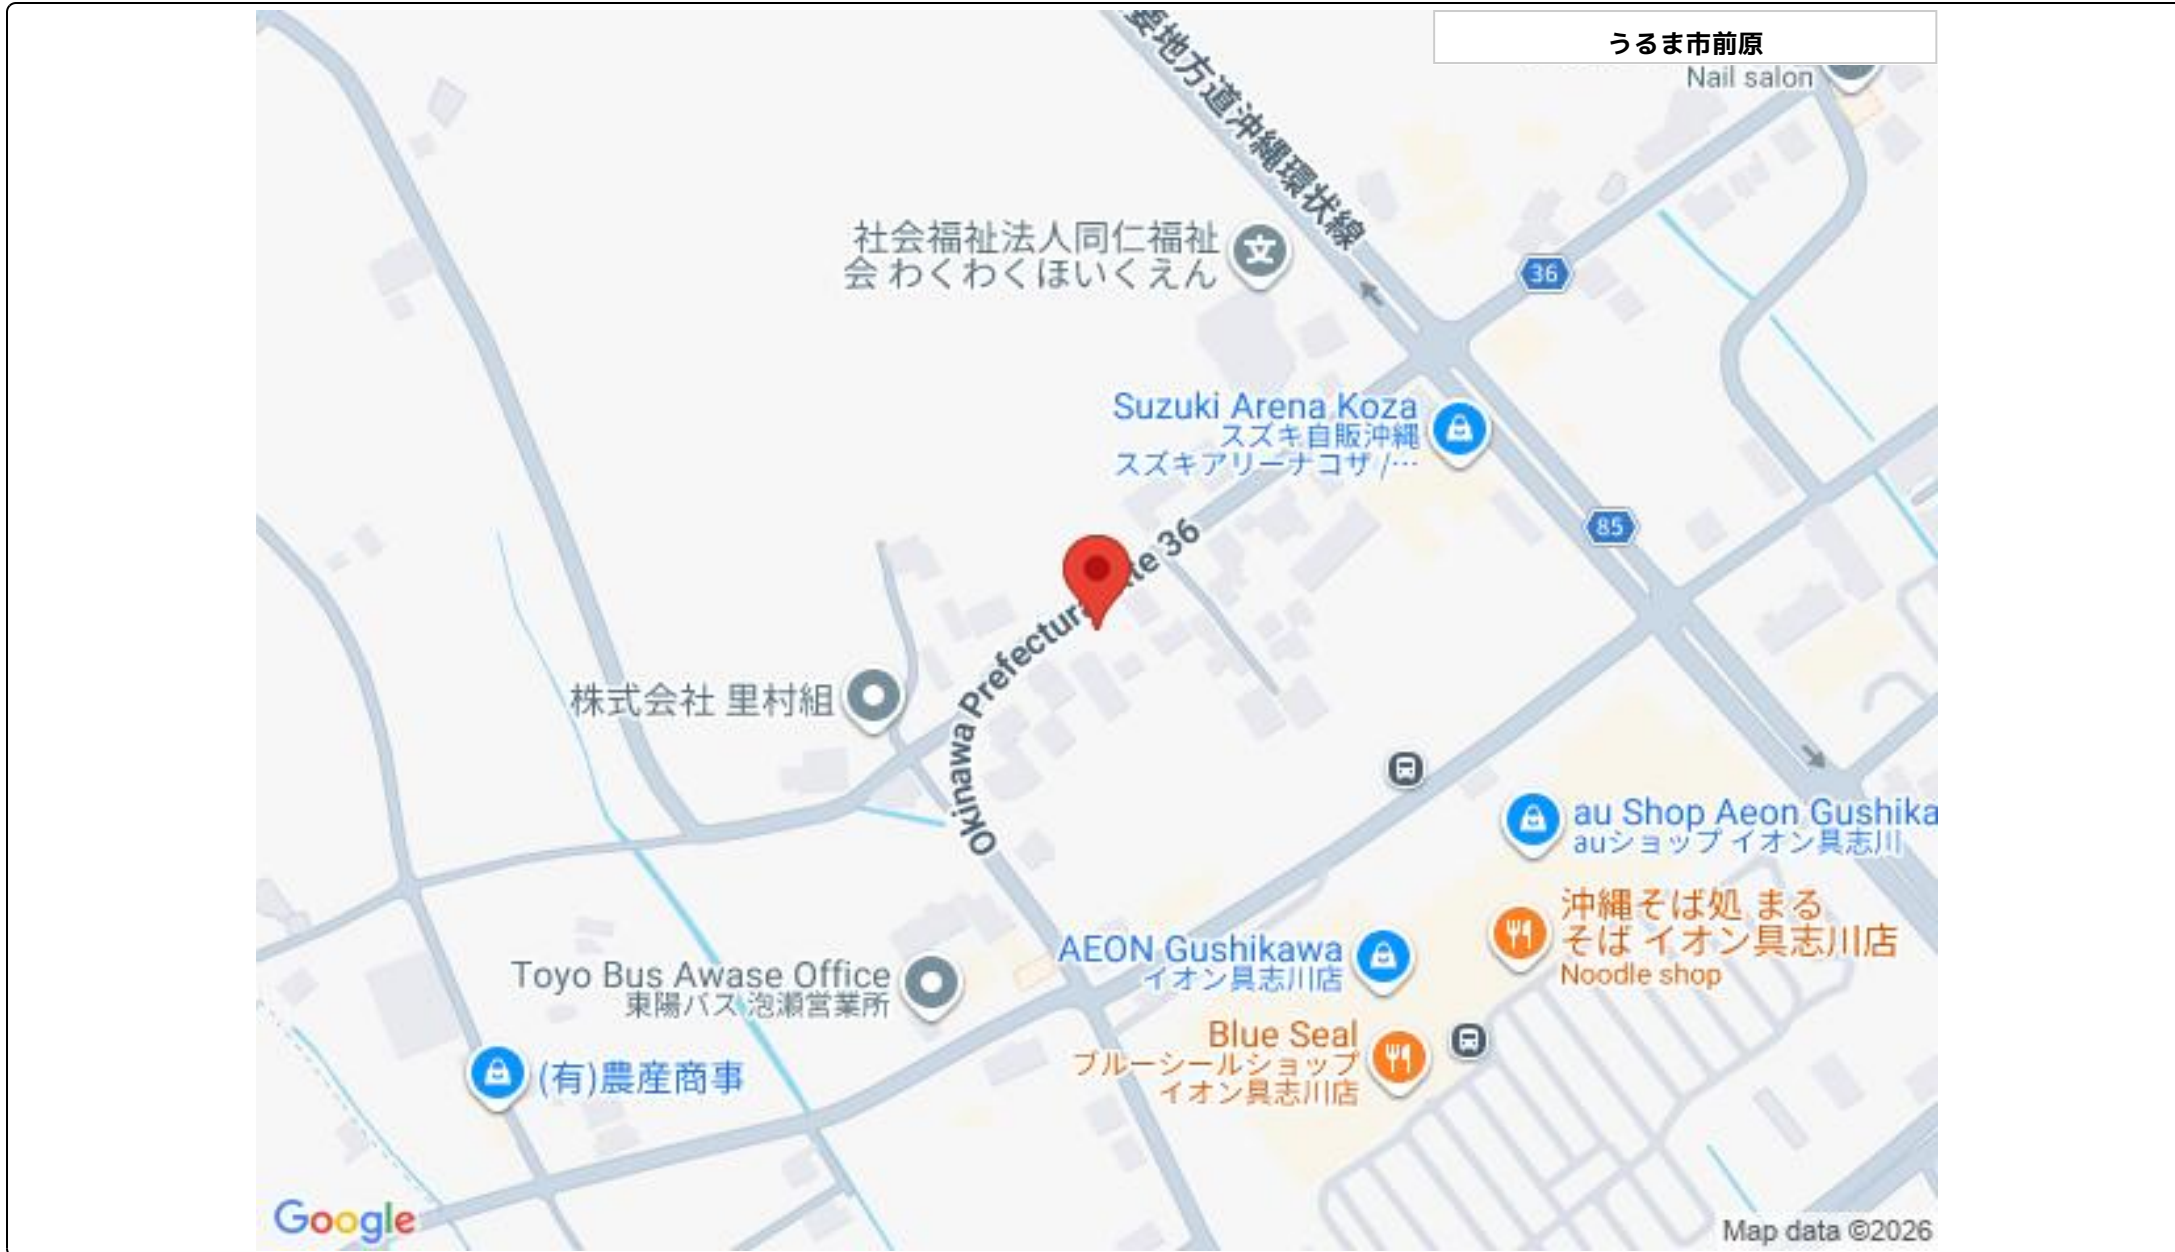 うるま市前原
Nail salon
要地方道沖縄環状線
社会福祉法人同仁福祉
会 わくわくほいくえん
36
Suzuki Arena Koza
スズキ自販沖縄
スズキアリーナコザ /…
85
Okinawa Prefectural
te 36
株式会社 里村組
au Shop Aeon Gushika
auショップ イオン具志川
沖縄そば処 まる
そば イオン具志川店
Noodle shop
AEON Gushikawa
イオン具志川店
Toyo Bus Awase Office
東陽バス 泡瀬営業所
Blue Seal
ブルーシールショップ
イオン具志川店
(有)農産商事
Google
Map data ©2026